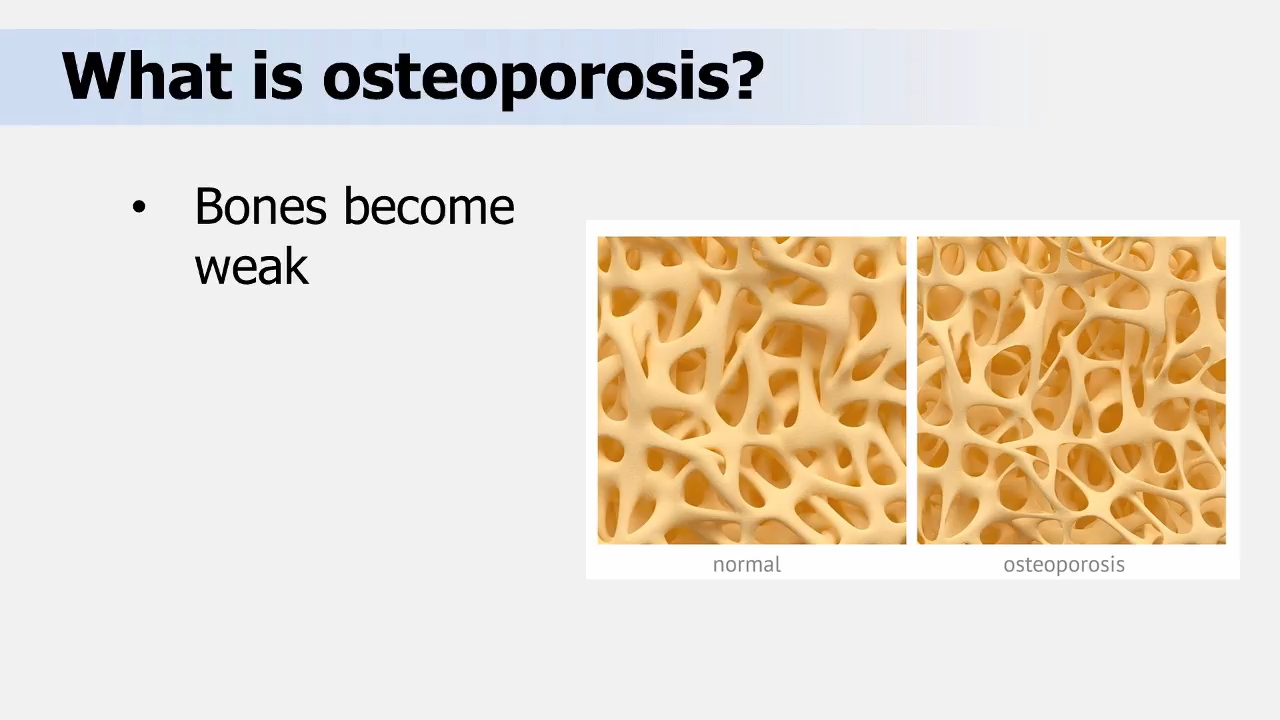 What is osteoporosis?
• Bones become
weak
normal
osteoporosis